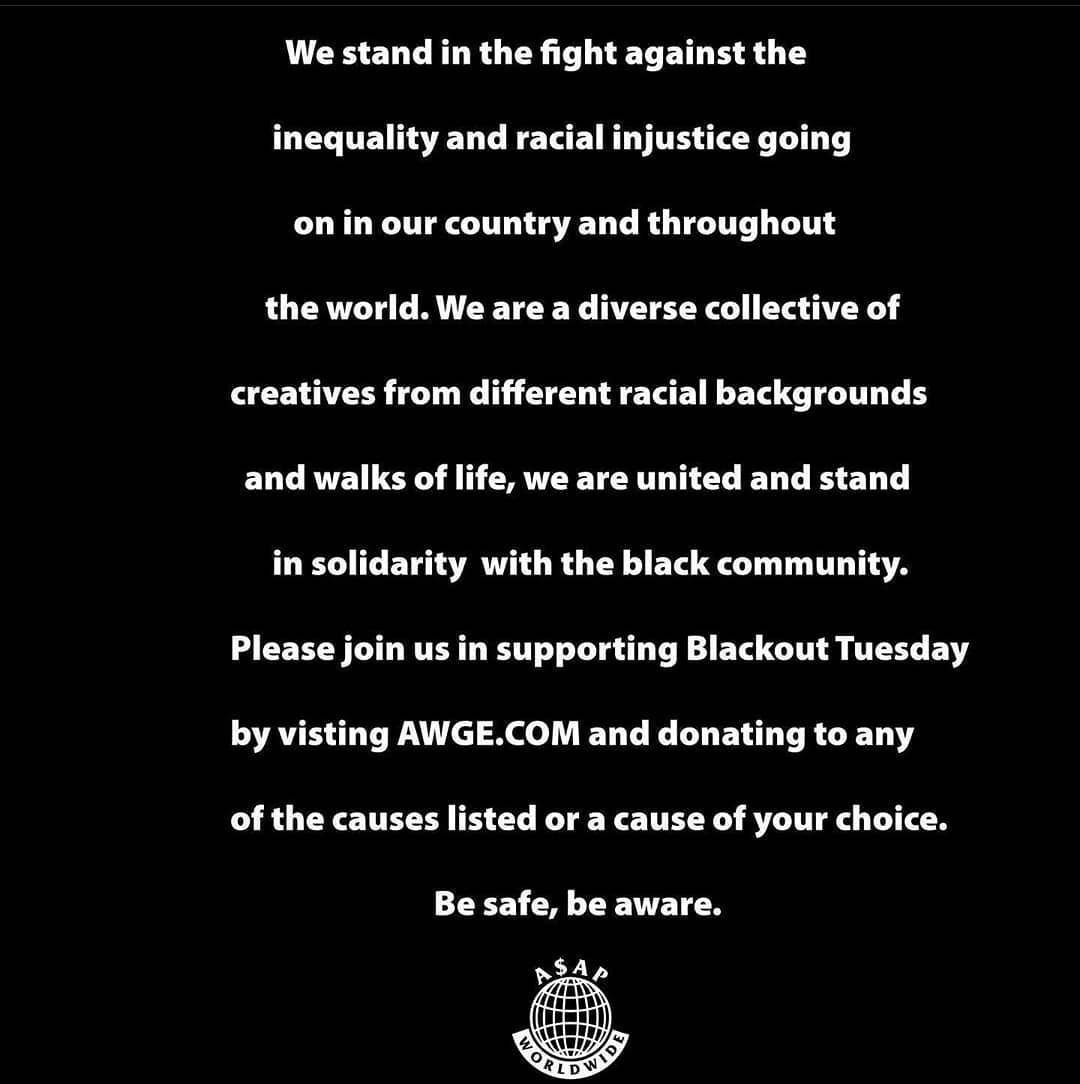 We stand in the fight against the
inequality and racial injustice going
on in our country and throughout
the world. We are a diverse collective of
creatives from different racial backgrounds
and walks of life, we are united and stand
in solidarity  with the black community.
Please join us in supporting Blackout Tuesday
by visting AWGE.COM and donating to any
of the causes listed or a cause of your choice.
Be safe, be aware.
A$AP
WORLDWIDE